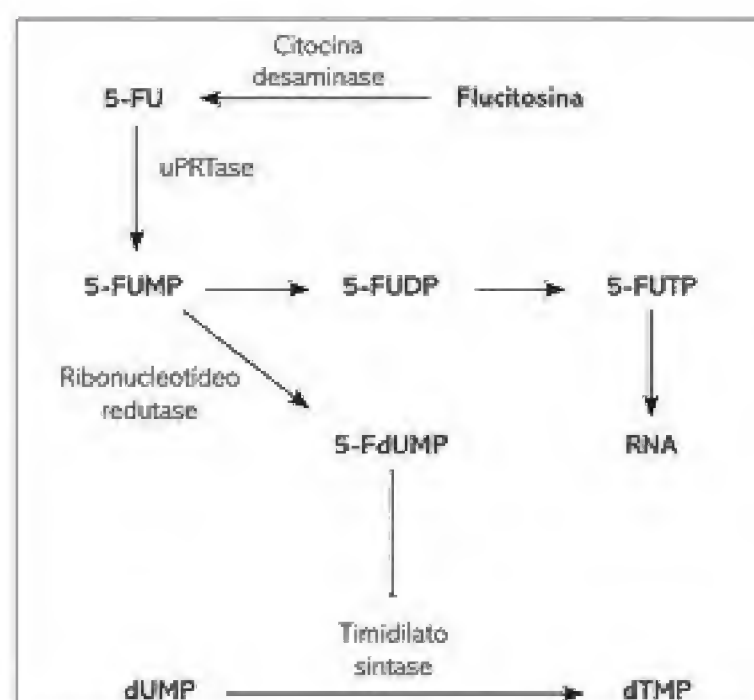 Citocina
desaminase
5-FU
Flucitosina
uPRTase
5-FUMP
5-FUDP
5-FUTP
Ribonucleotídeo
redutase
5-FdUMP
RNA
Timidilato
sintase
dUMP
dTMP